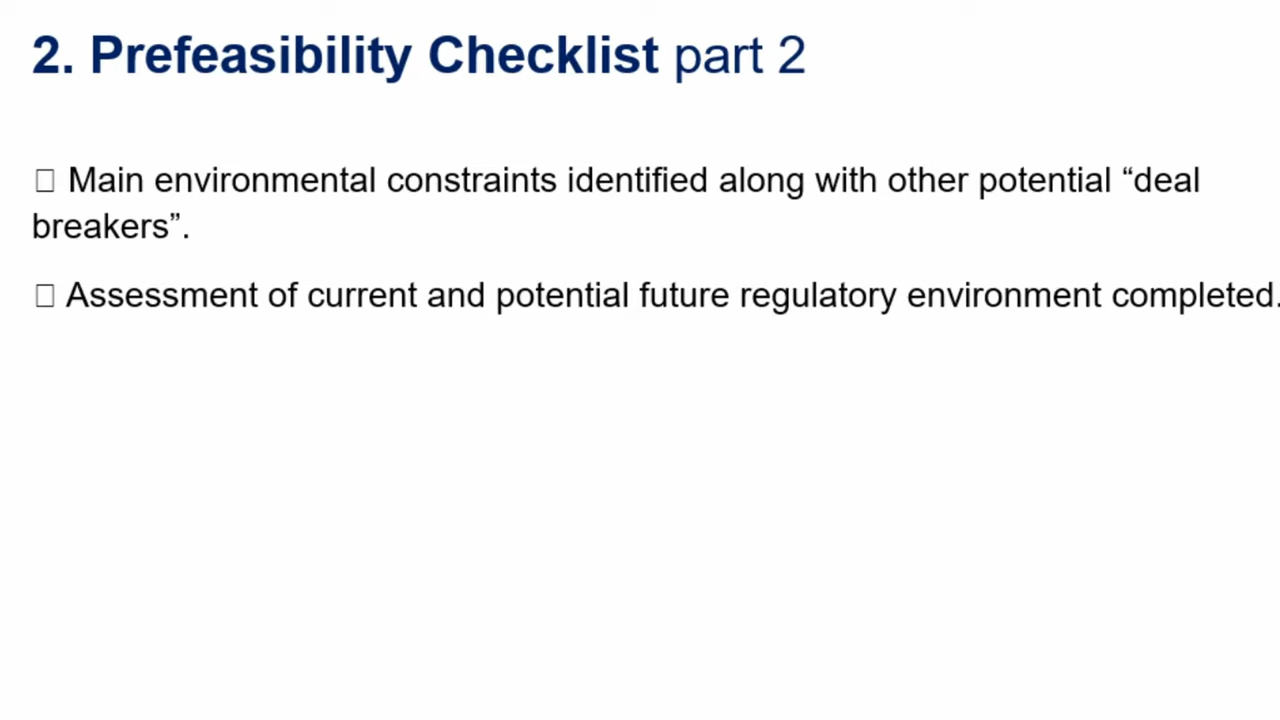 2. Prefeasibility Checklist part 2
☐ Main environmental constraints identified along with other potential “deal
breakers”.
☐ Assessment of current and potential future regulatory environment completed.